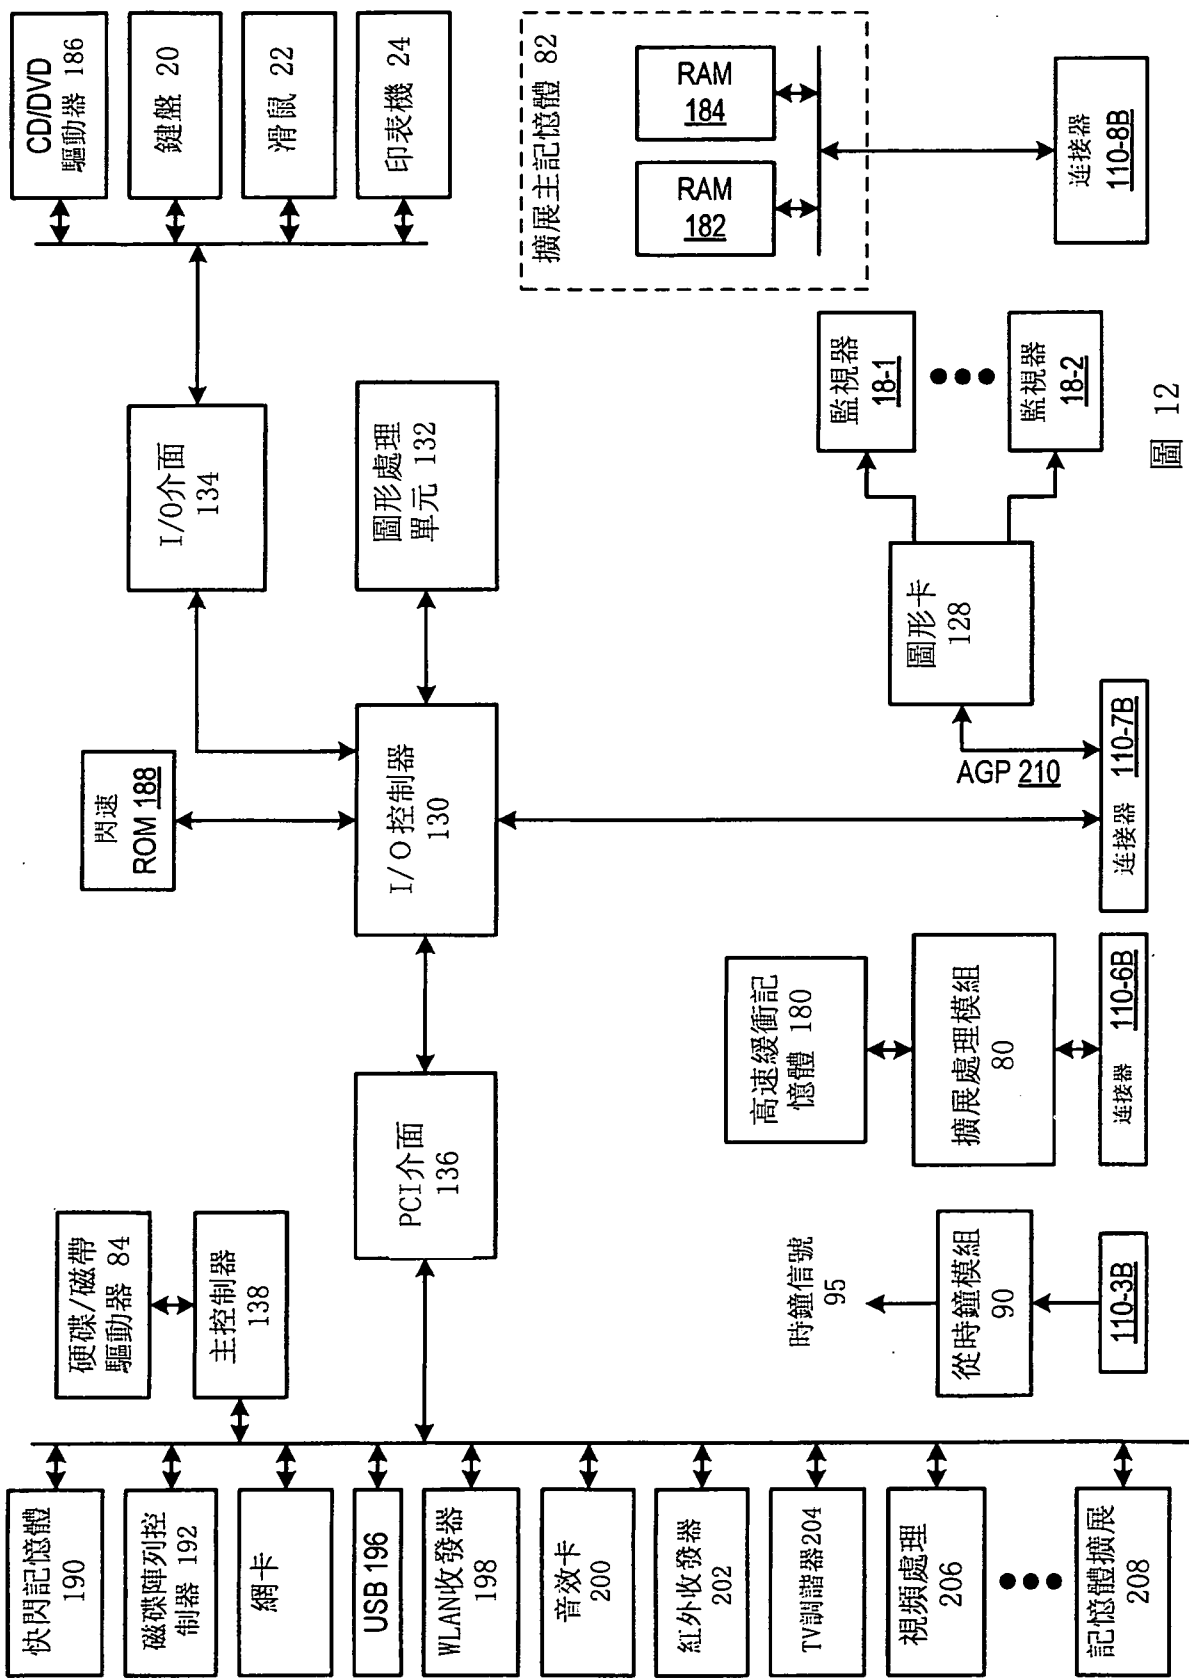 快閃記憶體
190
磁碟陣列控
制器 192
網卡
USB 196
WLAN收發器
198
音效卡
200
紅外收發器
202
TV調諧器204
視頻處理
206
記憶體擴展
208
硬碟/磁帶
驅動器 84
主控制器
138
PCI介面
136
閃速
ROM 188
I/O控制器
130
I/O介面
134
圖形處理
單元 132
CD/DVD
驅動器 186
鍵盤 20
滑鼠 22
印表機 24
時鐘信號
95
從時鐘模組
90
110-3B
高速緩衝記
憶體 180
擴展處理模組
80
连接器 110-6B
圖形卡
128
AGP 210
连接器 110-7B
監視器
18-1
監視器
18-2
擴展主記憶體 82
RAM
182
RAM
184
连接器
110-8B
圖 12